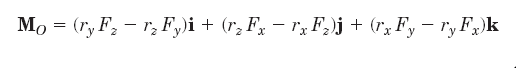 M_O = (r_y F_z − r_z F_y)i + (r_z F_x − r_x F_z)j + (r_x F_y − r_y F_x)k